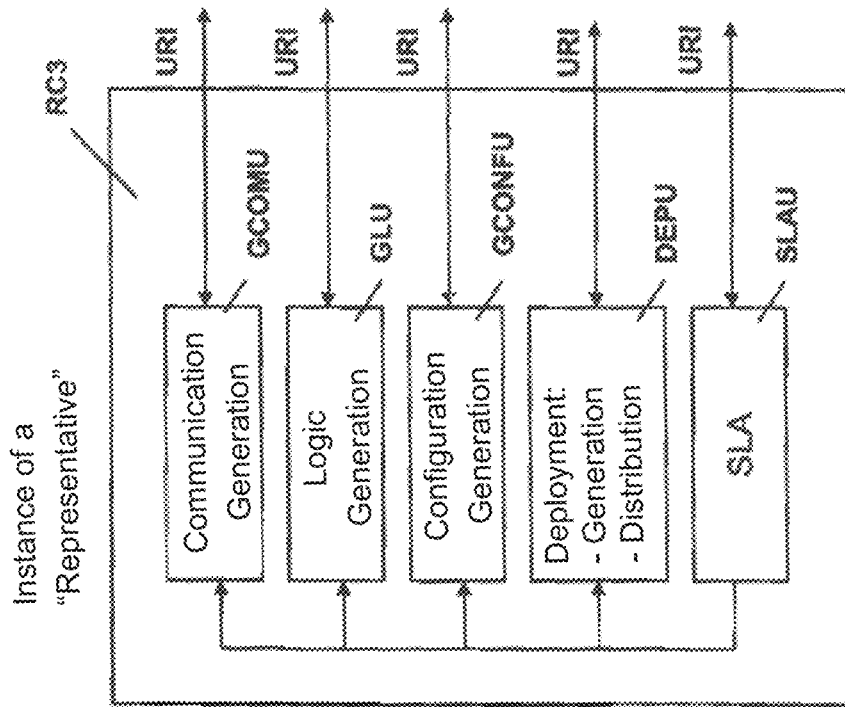 Instance of a
“Representative”
RC3
Communication
Generation
GCOMU
URI
Logic
Generation
GLU
URI
Configuration
Generation
GCONFU
URI
Deployment:
- Generation
- Distribution
DEPU
URI
SLA
SLAU
URI